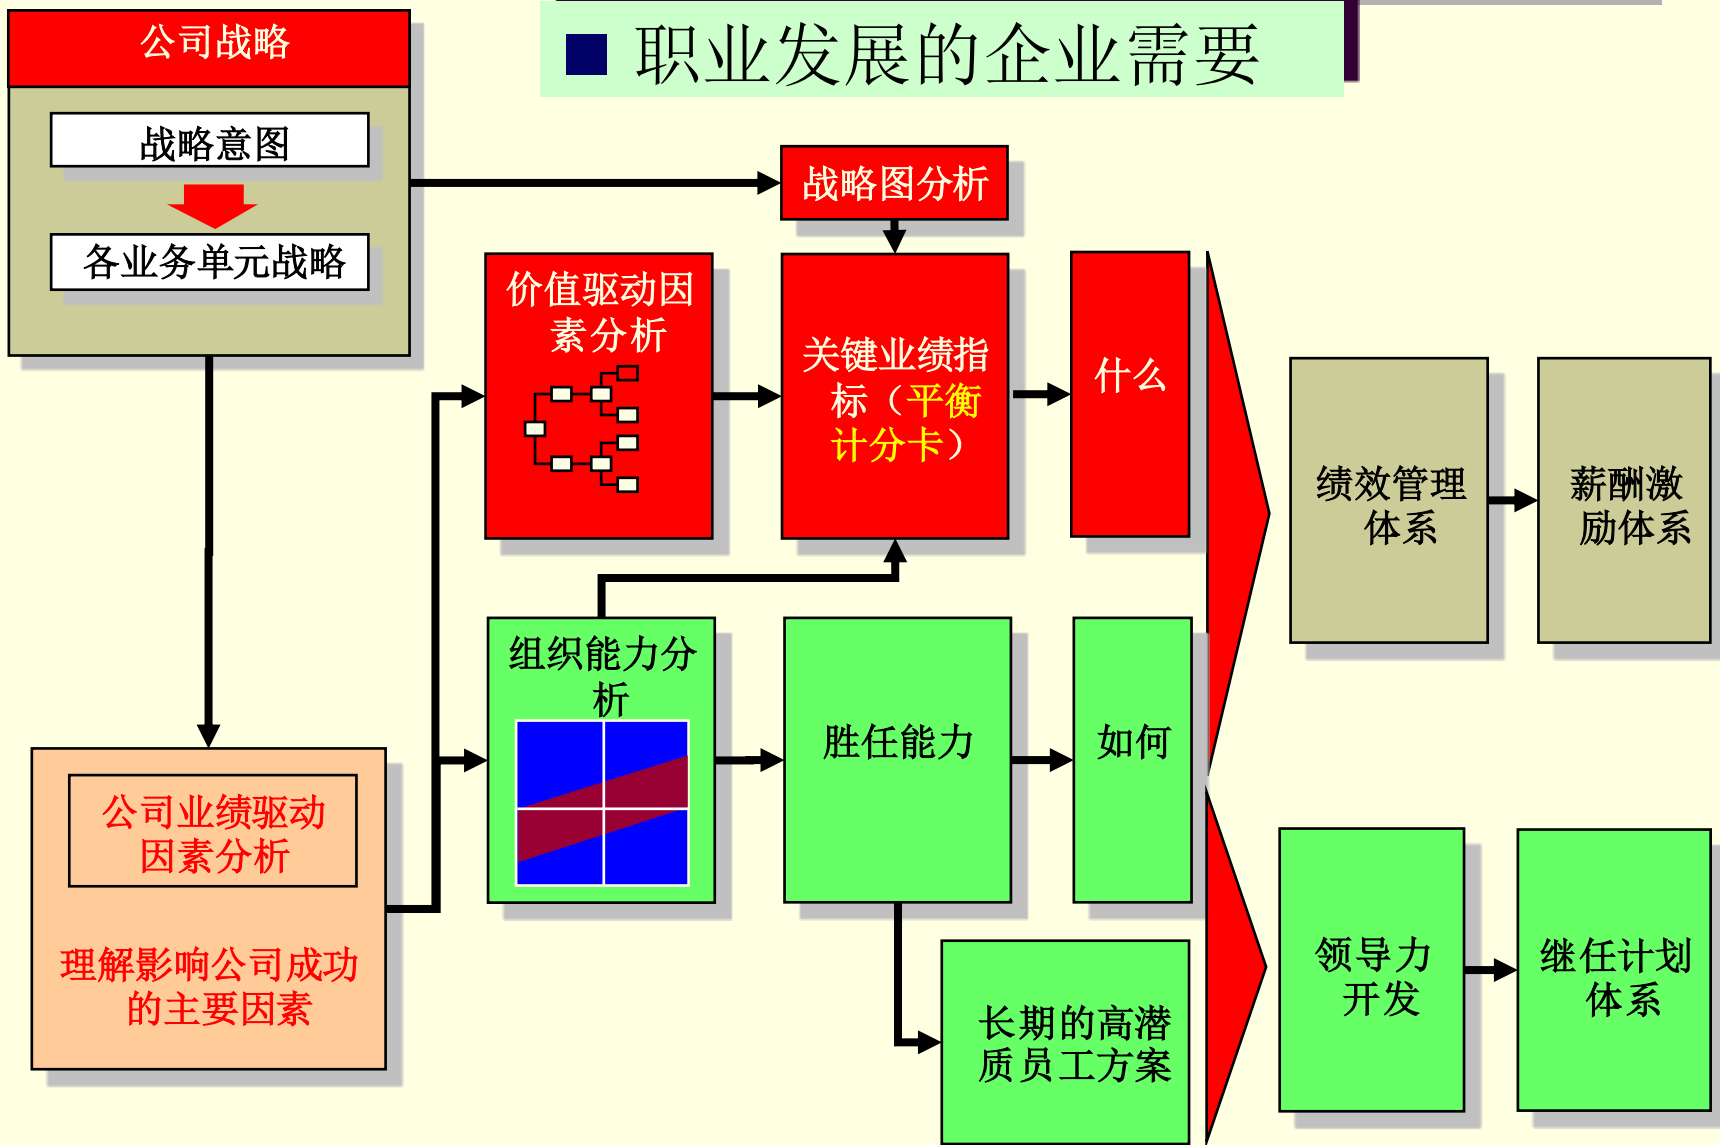 公司战略
■ 职业发展的企业需要
战略意图
各业务单元战略
战略图分析
价值驱动因
素分析
关键业绩指
标（平衡
计分卡）
什么
绩效管理
体系
薪酬激
励体系
组织能力分
析
胜任能力
如何
公司业绩驱动
因素分析
理解影响公司成功
的主要因素
长期的高潜
质员工方案
领导力
开发
继任计划
体系